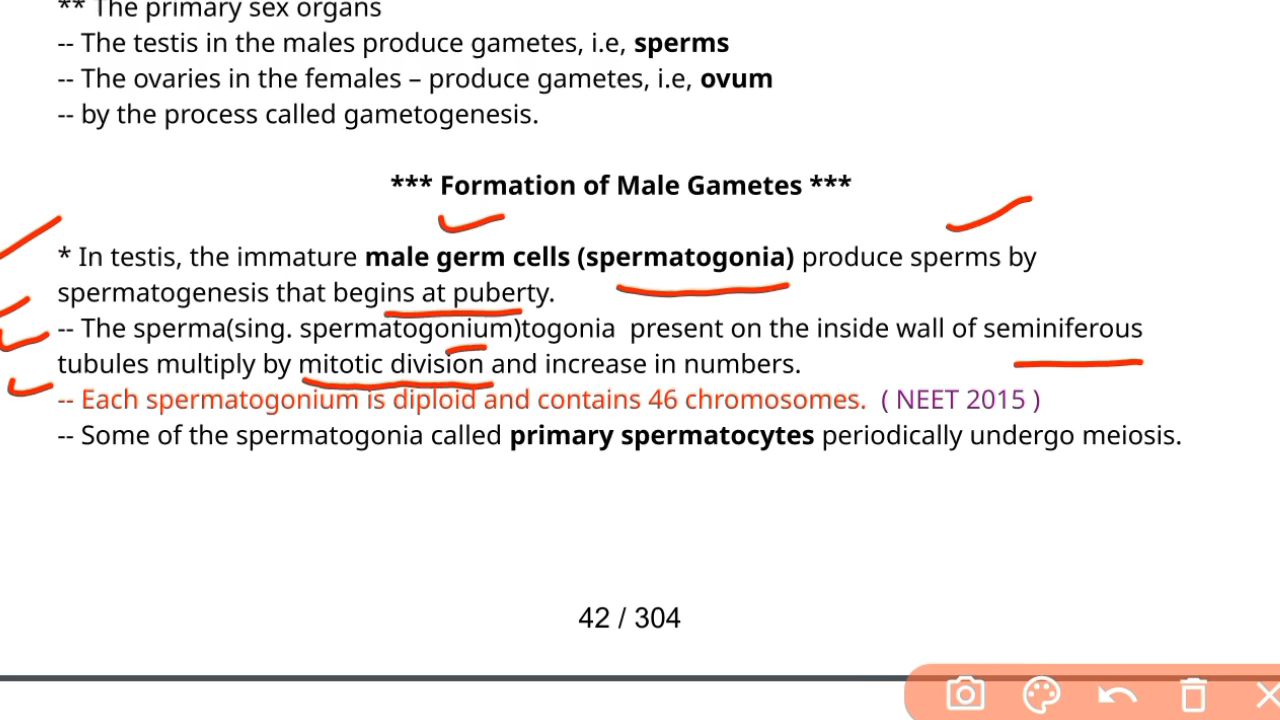 ** The primary sex organs
-- The testis in the males produce gametes, i.e, sperms
-- The ovaries in the females – produce gametes, i.e, ovum
-- by the process called gametogenesis.
*** Formation of Male Gametes ***
* In testis, the immature male germ cells (spermatogonia) produce sperms by
spermatogenesis that begins at puberty.
-- The sperma(sing. spermatogonium)togonia  present on the inside wall of seminiferous
tubules multiply by mitotic division and increase in numbers.
-- Each spermatogonium is diploid and contains 46 chromosomes.  ( NEET 2015 )
-- Some of the spermatogonia called primary spermatocytes periodically undergo meiosis.
42 / 304